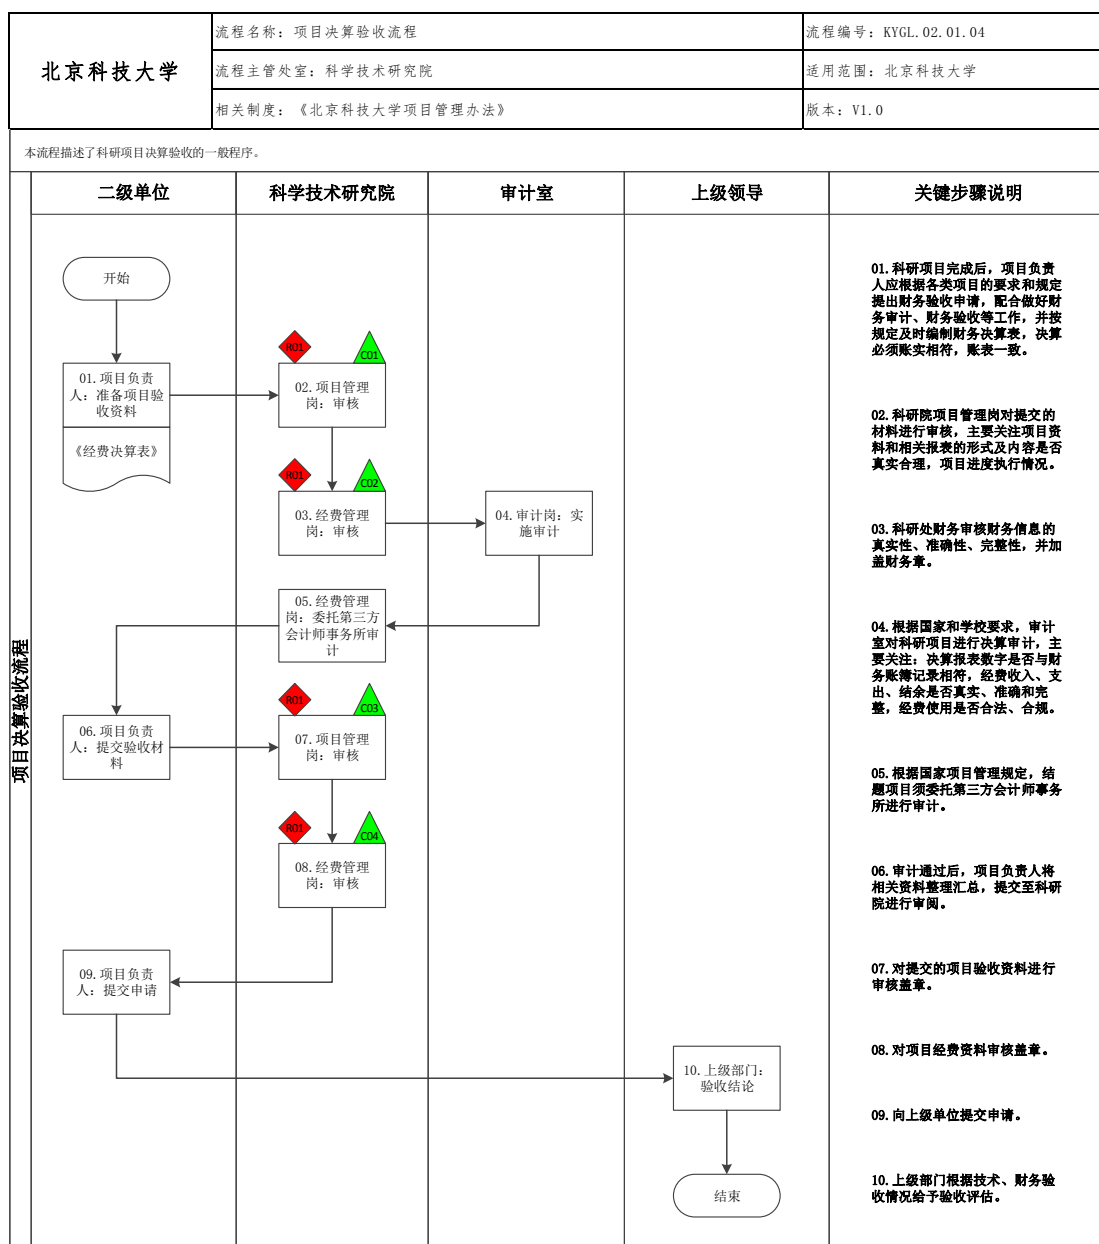 北京科技大学
流程名称：项目决算验收流程
流程编号：KYGL.02.01.04
流程主管处室：科学技术研究院
适用范围：北京科技大学
相关制度：《北京科技大学项目管理办法》
版本：V1.0
本流程描述了科研项目决算验收的一般程序。
项目决算验收流程
二级单位
科学技术研究院
审计室
上级领导
关键步骤说明
开始
01.项目负责
人：准备项目验
收资料
《经费决算表》
R01
C01
02.项目管理
岗：审核
R01
C02
03.经费管理
岗：审核
04.审计岗：实
施审计
05.经费管理
岗：委托第三方
会计师事务所审
计
06.项目负责
人：提交验收材
料
R01
C03
07.项目管理
岗：审核
R01
C04
08.经费管理
岗：审核
09.项目负责
人：提交申请
10.上级部门：
验收结论
结束
01.科研项目完成后，项目负责
人应根据各类项目的要求和规定
提出财务验收申请，配合做好财
务审计、财务验收等工作，并按
规定及时编制财务决算表，决算
必须账实相符，账表一致。
02.科研院项目管理岗对提交的
材料进行审核，主要关注项目资
料和相关报表的形式及内容是否
真实合理，项目进度执行情况。
03.科研处财务审核财务信息的
真实性、准确性、完整性，并加
盖财务章。
04.根据国家和学校要求，审计
室对科研项目进行决算审计，主
要关注：决算报表数字是否与财
务账簿记录相符，经费收入、支
出、结余是否真实、准确和完
整，经费使用是否合法、合规。
05.根据国家项目管理规定，结
题项目须委托第三方会计师事务
所进行审计。
06.审计通过后，项目负责人将
相关资料整理汇总，提交至科研
院进行审阅。
07.对提交的项目验收资料进行
审核盖章。
08.对项目经费资料审核盖章。
09.向上级单位提交申请。
10.上级部门根据技术、财务验
收情况给予验收评估。